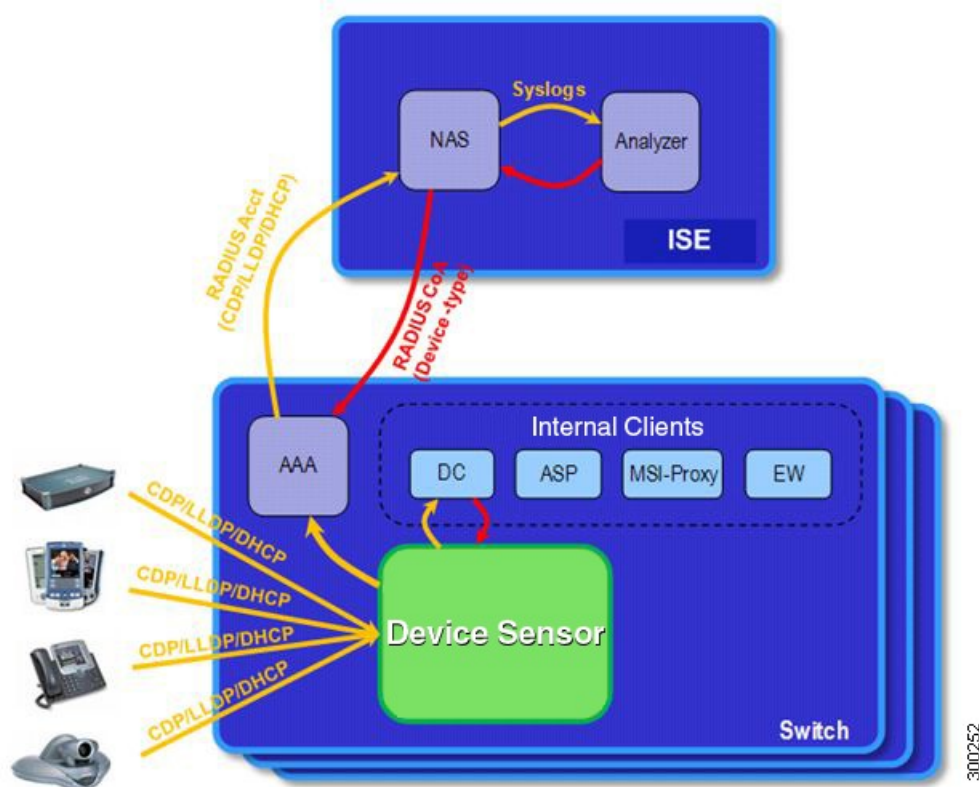 Syslogs
NAS
Analyzer
ISE
RADIUS Acct
(CDP/LLDP/DHCP)
RADIUS CoA
(Device -type)
Internal Clients
AAA
DC
ASP
MSI-Proxy
EW
CDP/LLDP/DHCP
CDP/LLDP/DHCP
CDP/LLDP/DHCP
CDP/LLDP/DHCP
Device Sensor
Switch
300252